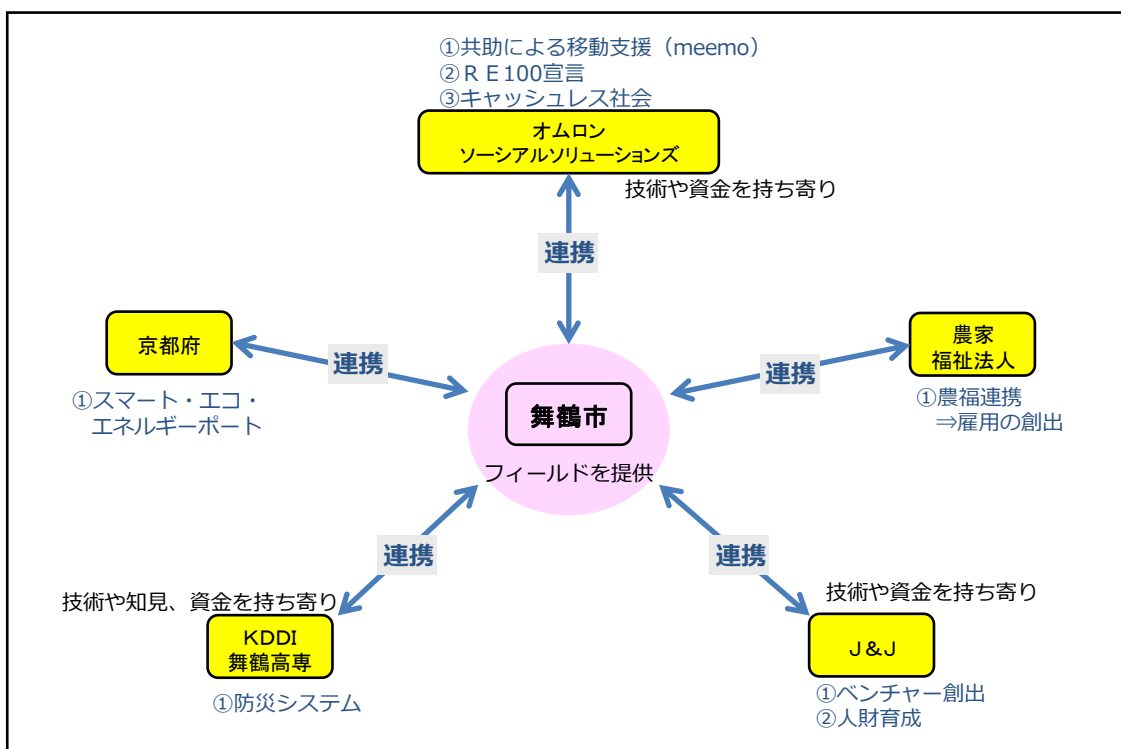 ①共助による移動支援（meemo）
②ＲＥ100宣言
③キャッシュレス社会
オムロン
ソーシャルソリューションズ
技術や資金を持ち寄り
連携
京都府
連携
①スマート・エコ・
エネルギーポート
農家
福祉法人
連携
①農福連携
⇒雇用の創出
舞鶴市
フィールドを提供
連携
技術や知見、資金を持ち寄り
KDDI
舞鶴高専
①防災システム
連携
技術や資金を持ち寄り
Ｊ＆Ｊ
①ベンチャー創出
②人財育成